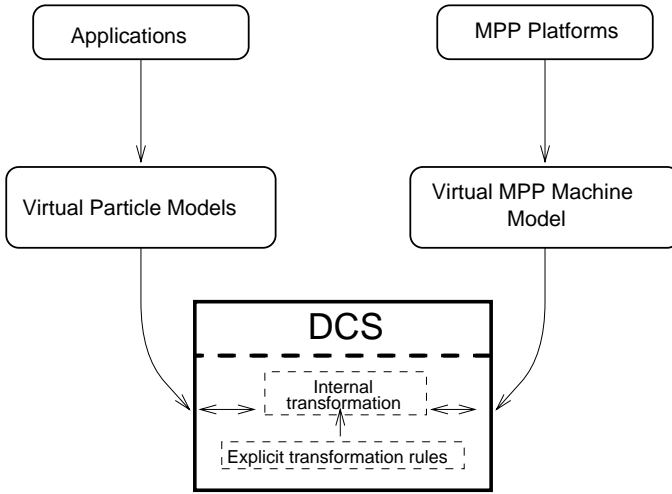 Applications
MPP Platforms
Virtual Particle Models
Virtual MPP Machine
Model
DCS
Internal
transformation
Explicit transformation rules